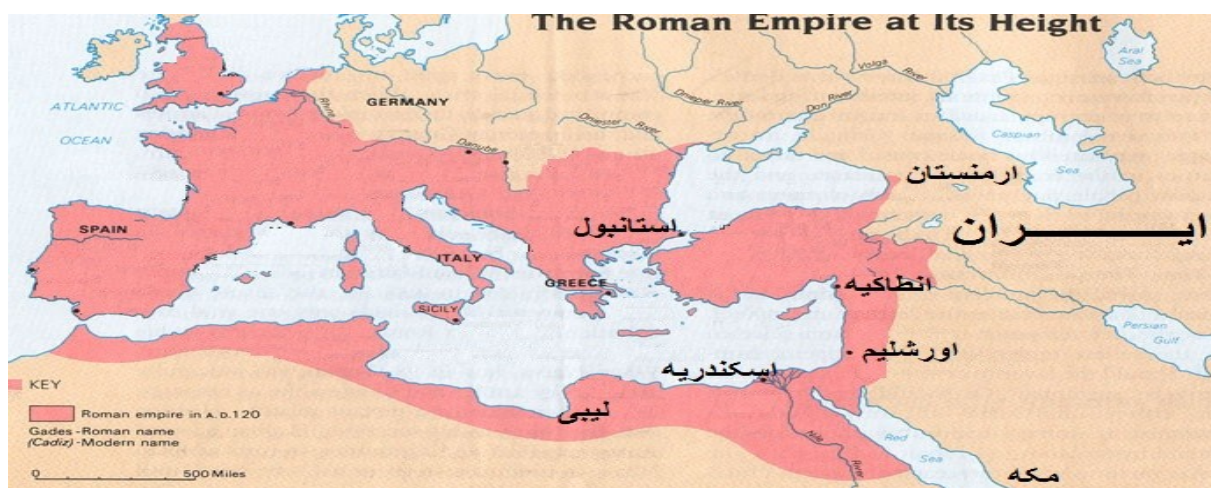 The Roman Empire at Its Height
Aral
Sea
Volga River
Dnieper River
Don River
Dniester River
ATLANTIC
OCEAN
GERMANY
Rhine
Danube
Caspian
Sea
ارمنستان
ایـــــــران
SPAIN
ITALY
استانبول
GREECE
انطاکیه
SICILY
Persian
Gulf
اورشلیم
اسکندریه
لیبی
KEY
Roman empire in A.D.120
Gades-Roman name
(Cadiz)-Modern name
0 500 Miles
Nile
River
Red
Sea
مکه